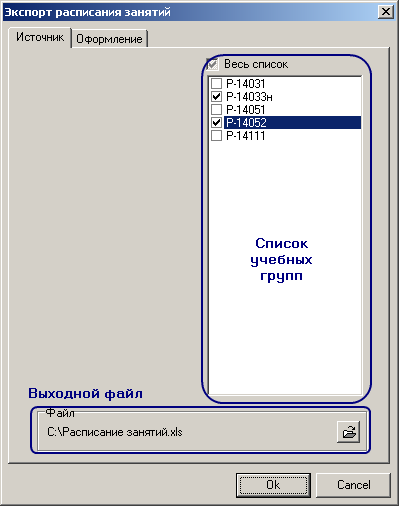 Экспорт расписания занятий
Источник
Оформление
Весь список
Р-14031
Р-14033н
Р-14051
Р-14052
Р-14111
Список
учебных
групп
Выходной файл
Файл
C:\Расписание занятий.xls
Ok
Cancel